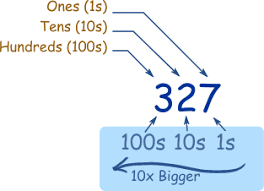 Ones (1s)
Tens (10s)
Hundreds (100s)
327
100s 10s 1s
10x Bigger